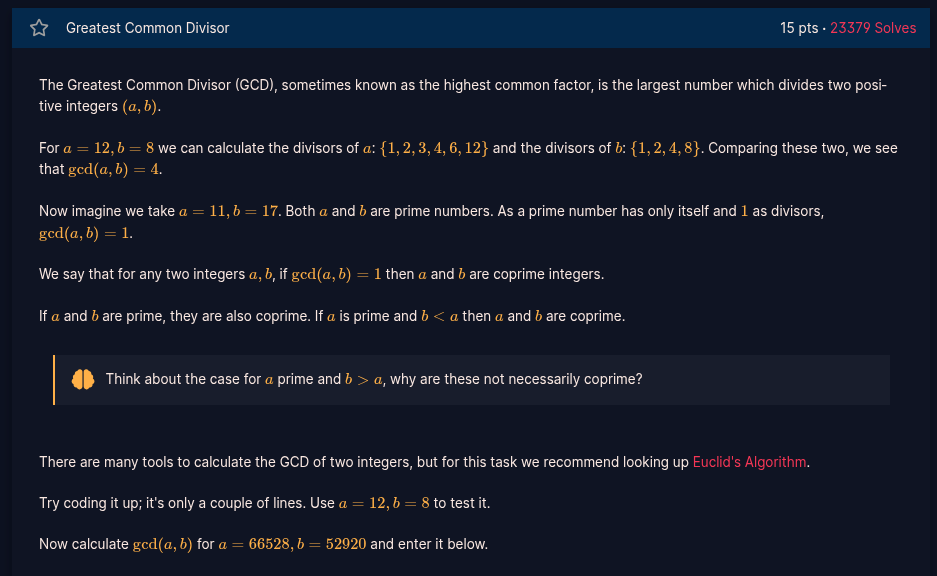 Greatest Common Divisor 15 pts · 23379 Solves
The Greatest Common Divisor (GCD), sometimes known as the highest common factor, is the largest number which divides two posi-
tive integers (a, b).
For a = 12, b = 8 we can calculate the divisors of a: {1, 2, 3, 4, 6, 12} and the divisors of b: {1, 2, 4, 8}. Comparing these two, we see
that gcd(a, b) = 4.
Now imagine we take a = 11, b = 17. Both a and b are prime numbers. As a prime number has only itself and 1 as divisors,
gcd(a, b) = 1.
We say that for any two integers a, b, if gcd(a, b) = 1 then a and b are coprime integers.
If a and b are prime, they are also coprime. If a is prime and b < a then a and b are coprime.
Think about the case for a prime and b > a, why are these not necessarily coprime?
There are many tools to calculate the GCD of two integers, but for this task we recommend looking up Euclid's Algorithm.
Try coding it up; it's only a couple of lines. Use a = 12, b = 8 to test it.
Now calculate gcd(a, b) for a = 66528, b = 52920 and enter it below.